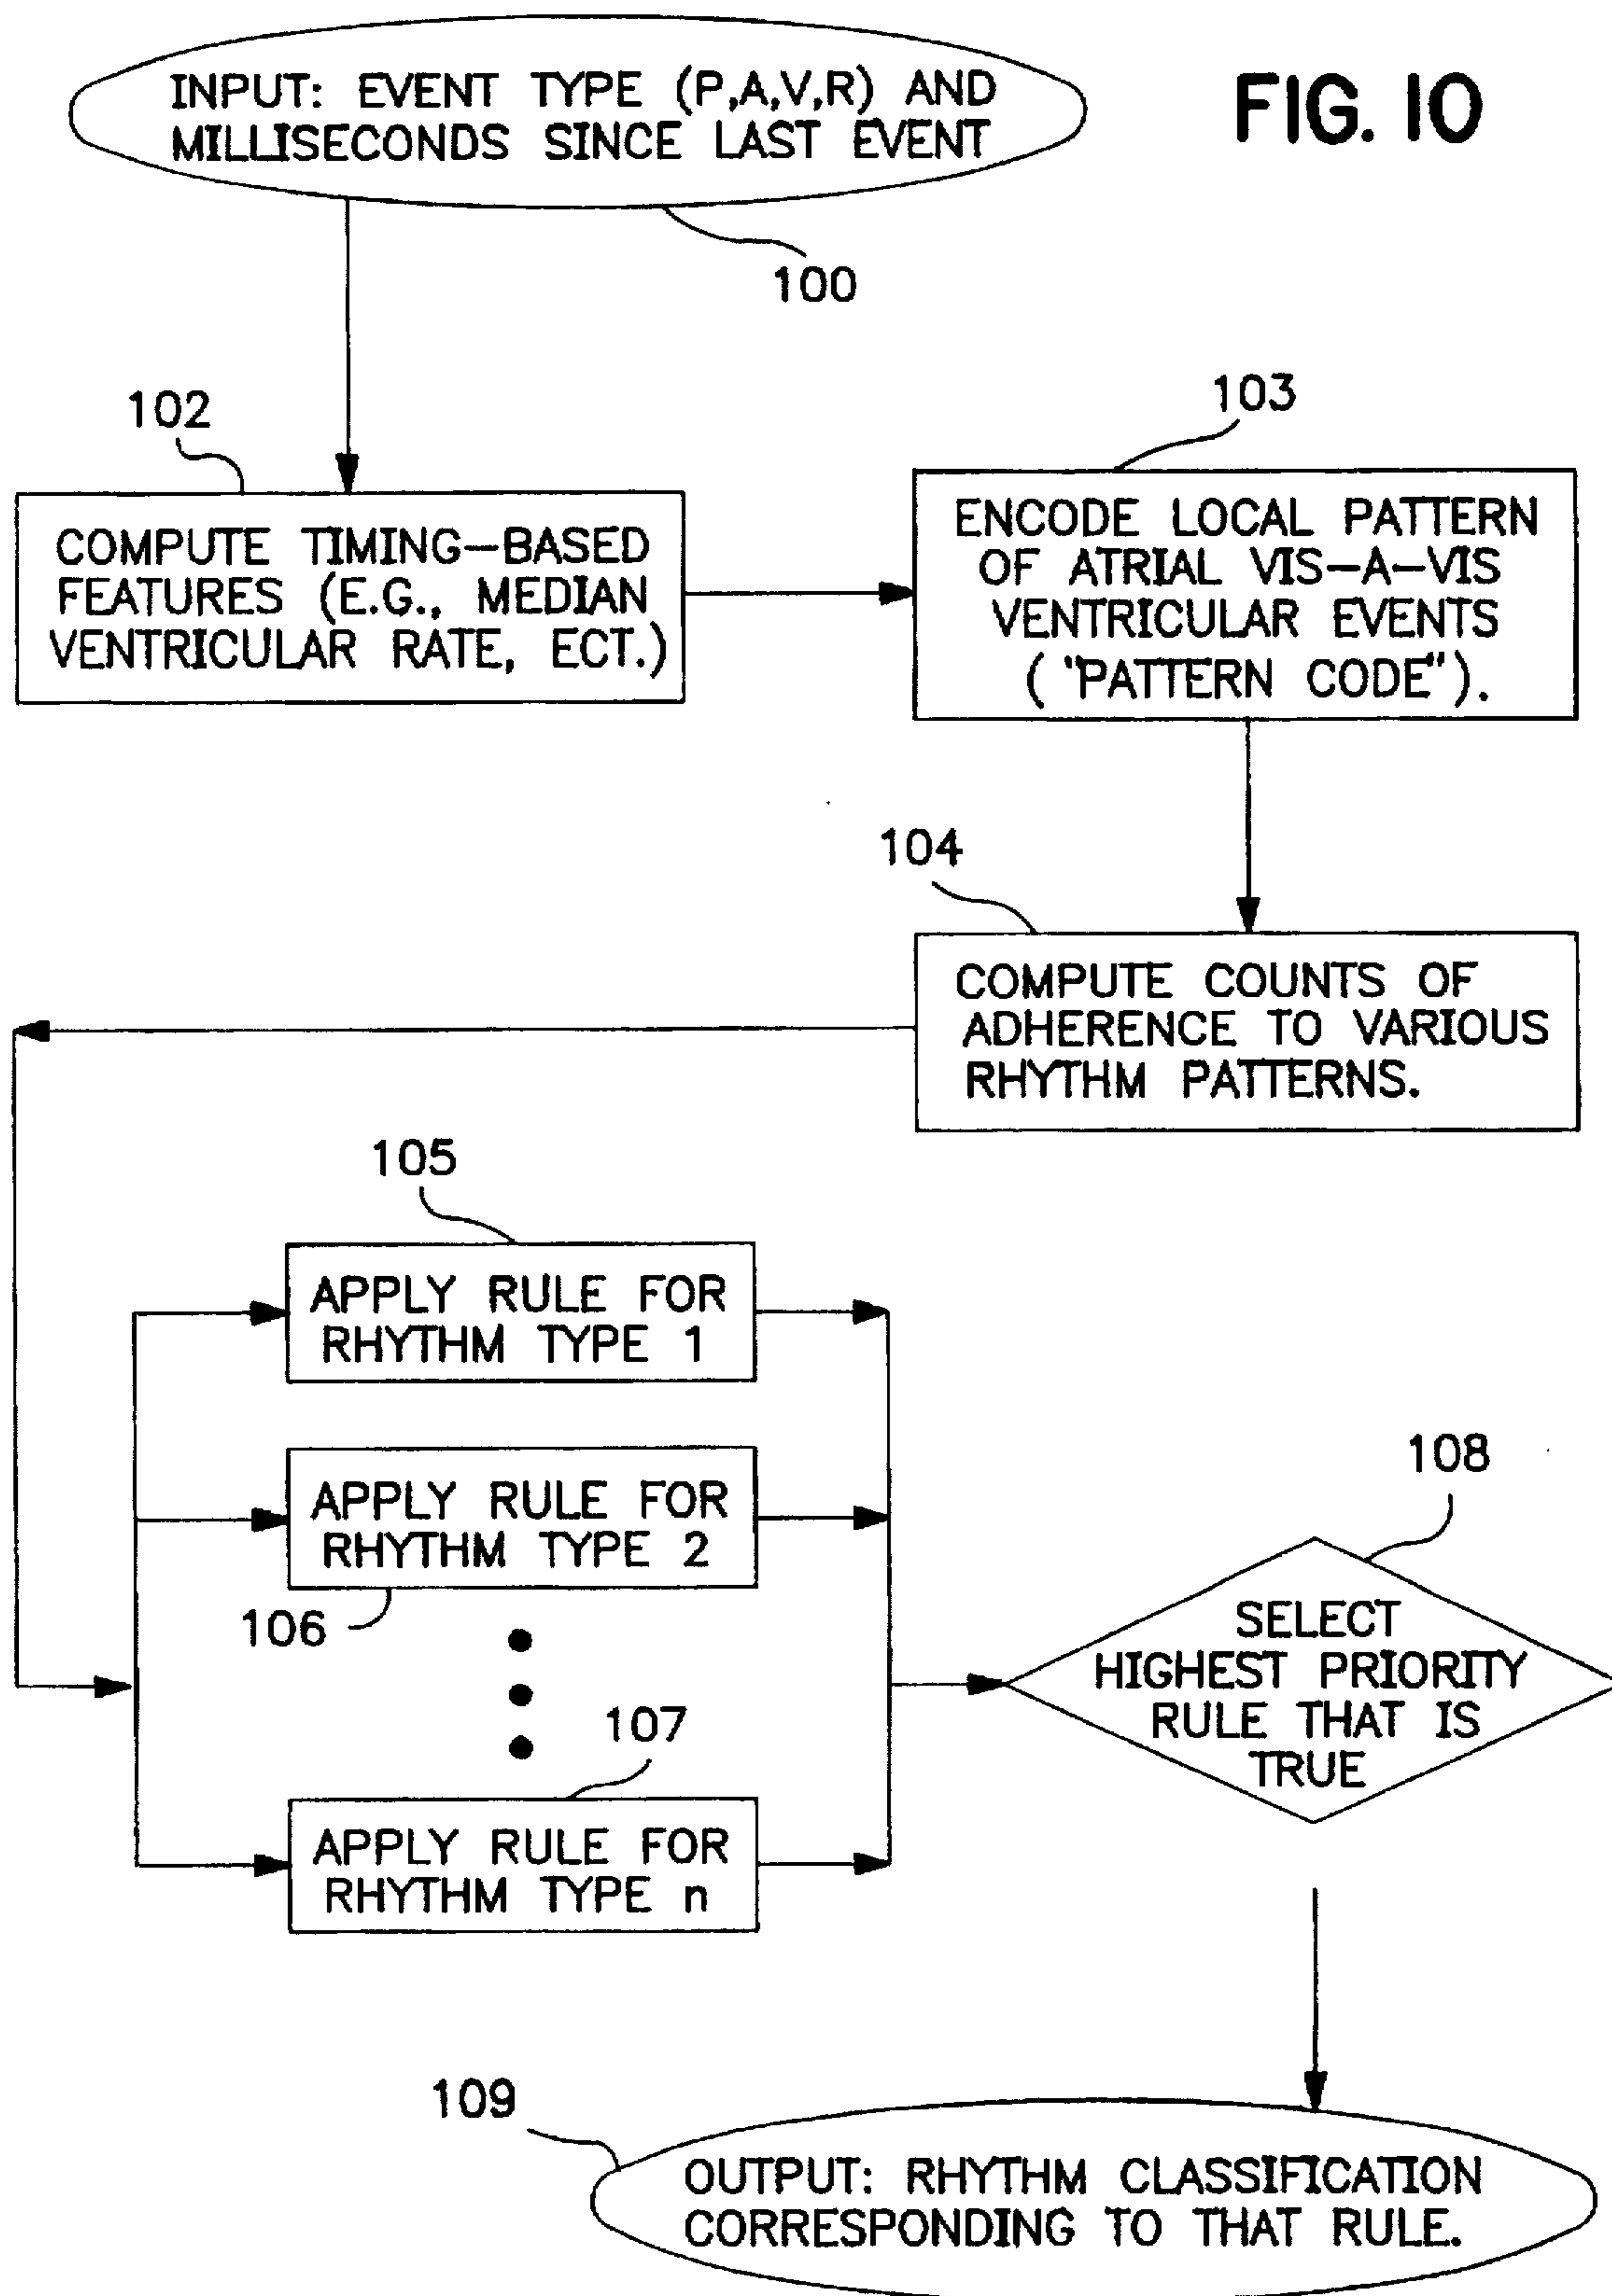 FIG. 10
INPUT: EVENT TYPE (P,A,V,R) AND
MILLISECONDS SINCE LAST EVENT
100
102
COMPUTE TIMING-BASED
FEATURES (E.G., MEDIAN
VENTRICULAR RATE, ECT.)
103
ENCODE LOCAL PATTERN
OF ATRIAL VIS-A-VIS
VENTRICULAR EVENTS
( "PATTERN CODE").
104
COMPUTE COUNTS OF
ADHERENCE TO VARIOUS
RHYTHM PATTERNS.
105
APPLY RULE FOR
RHYTHM TYPE 1
APPLY RULE FOR
RHYTHM TYPE 2
106
107
APPLY RULE FOR
RHYTHM TYPE n
108
SELECT
HIGHEST PRIORITY
RULE THAT IS
TRUE
109
OUTPUT: RHYTHM CLASSIFICATION
CORRESPONDING TO THAT RULE.